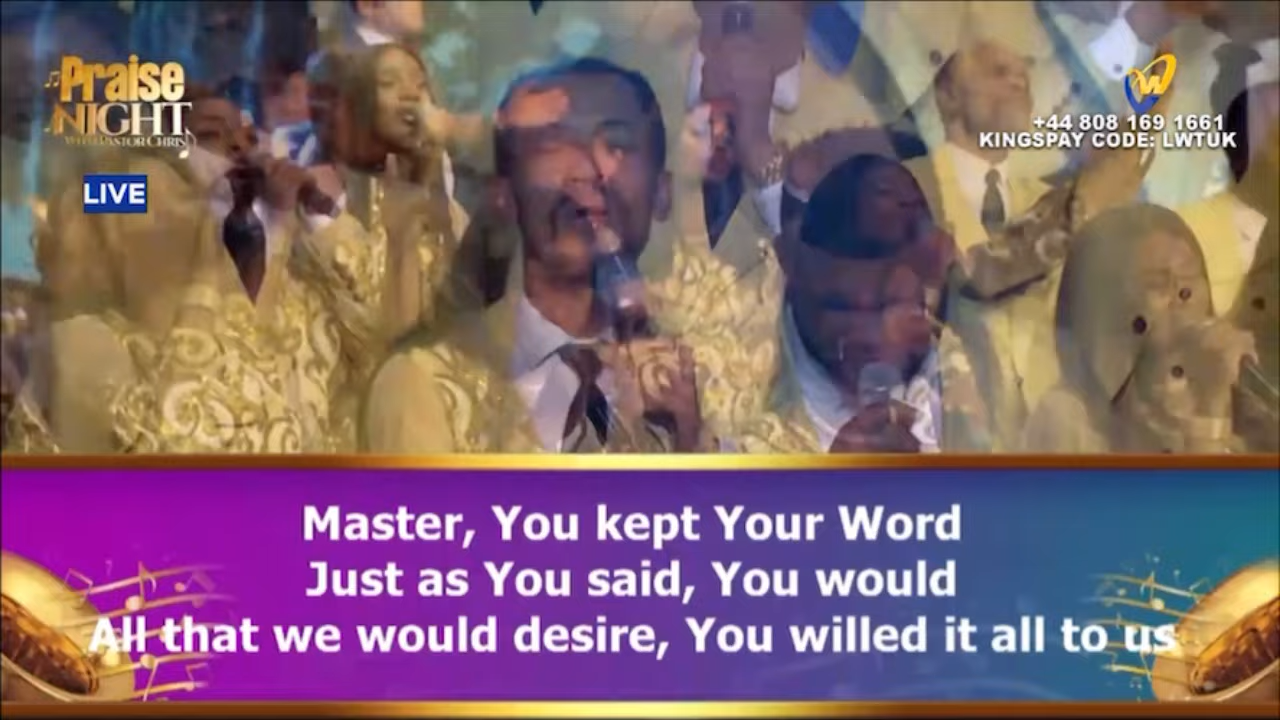 Praise
NIGHT
WITH PASTOR CHRIS
LIVE
W
+44 808 169 1661
KINGSPAY CODE: LWTUK
Master, You kept Your Word
Just as You said, You would
All that we would desire, You willed it all to us